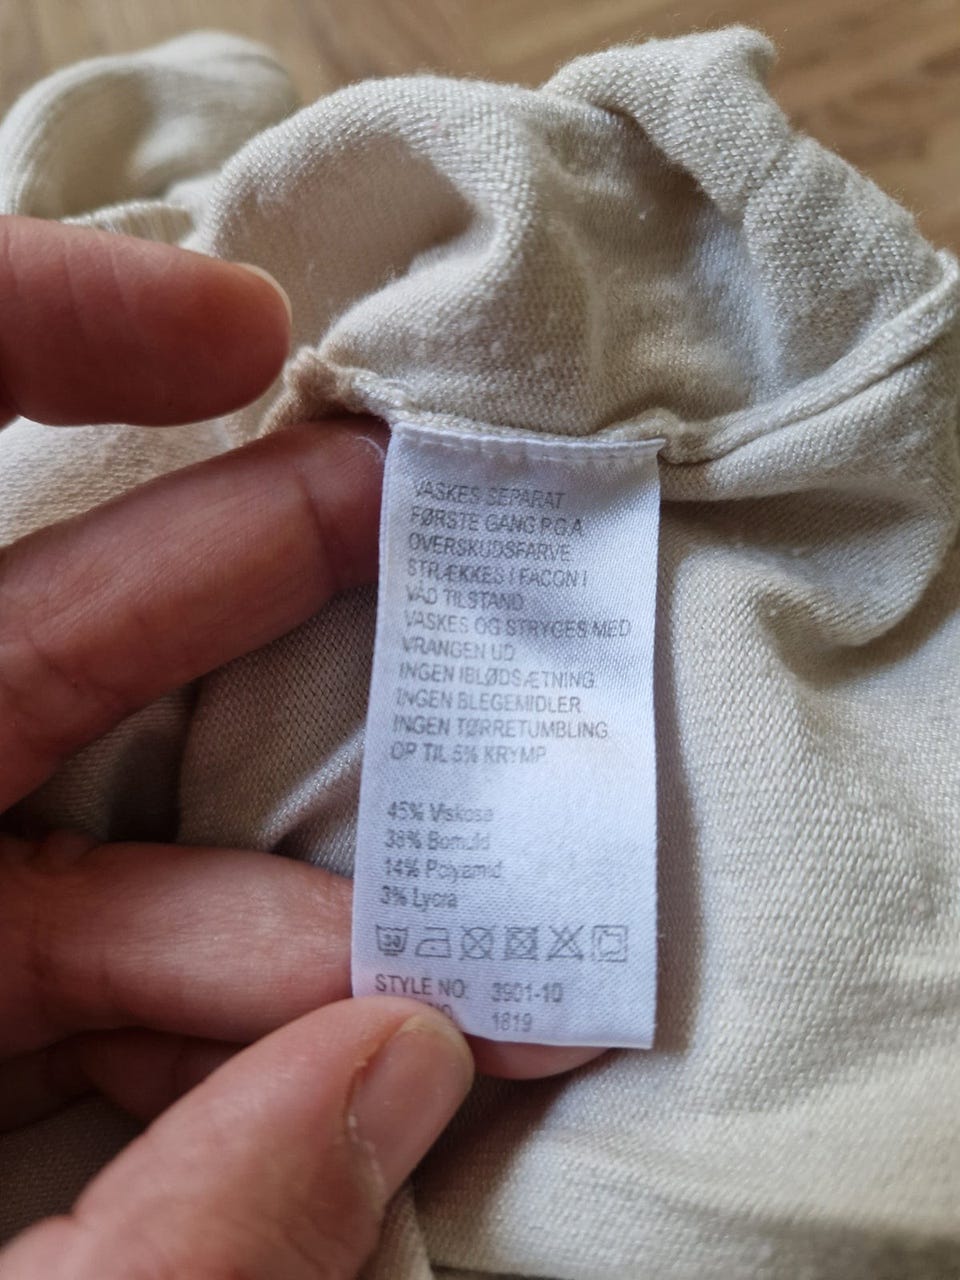 VASKES SEPARAT
FØRSTE GANG P.G.A
OVERSKUDSFARVE
STRÆKKES I FACON I
VÅD TILSTAND
VASKES OG STRYGES MED
VRANGEN UD
INGEN IBLØDSÆTNING
INGEN BLEGEMIDLER
INGEN TØRRETUMBLING
OP TIL 5% KRYMP
45% Viskose
38% Bomuld
14% Polyamid
3% Lycra
30
STYLE NO: 3901-10
NO. 1819